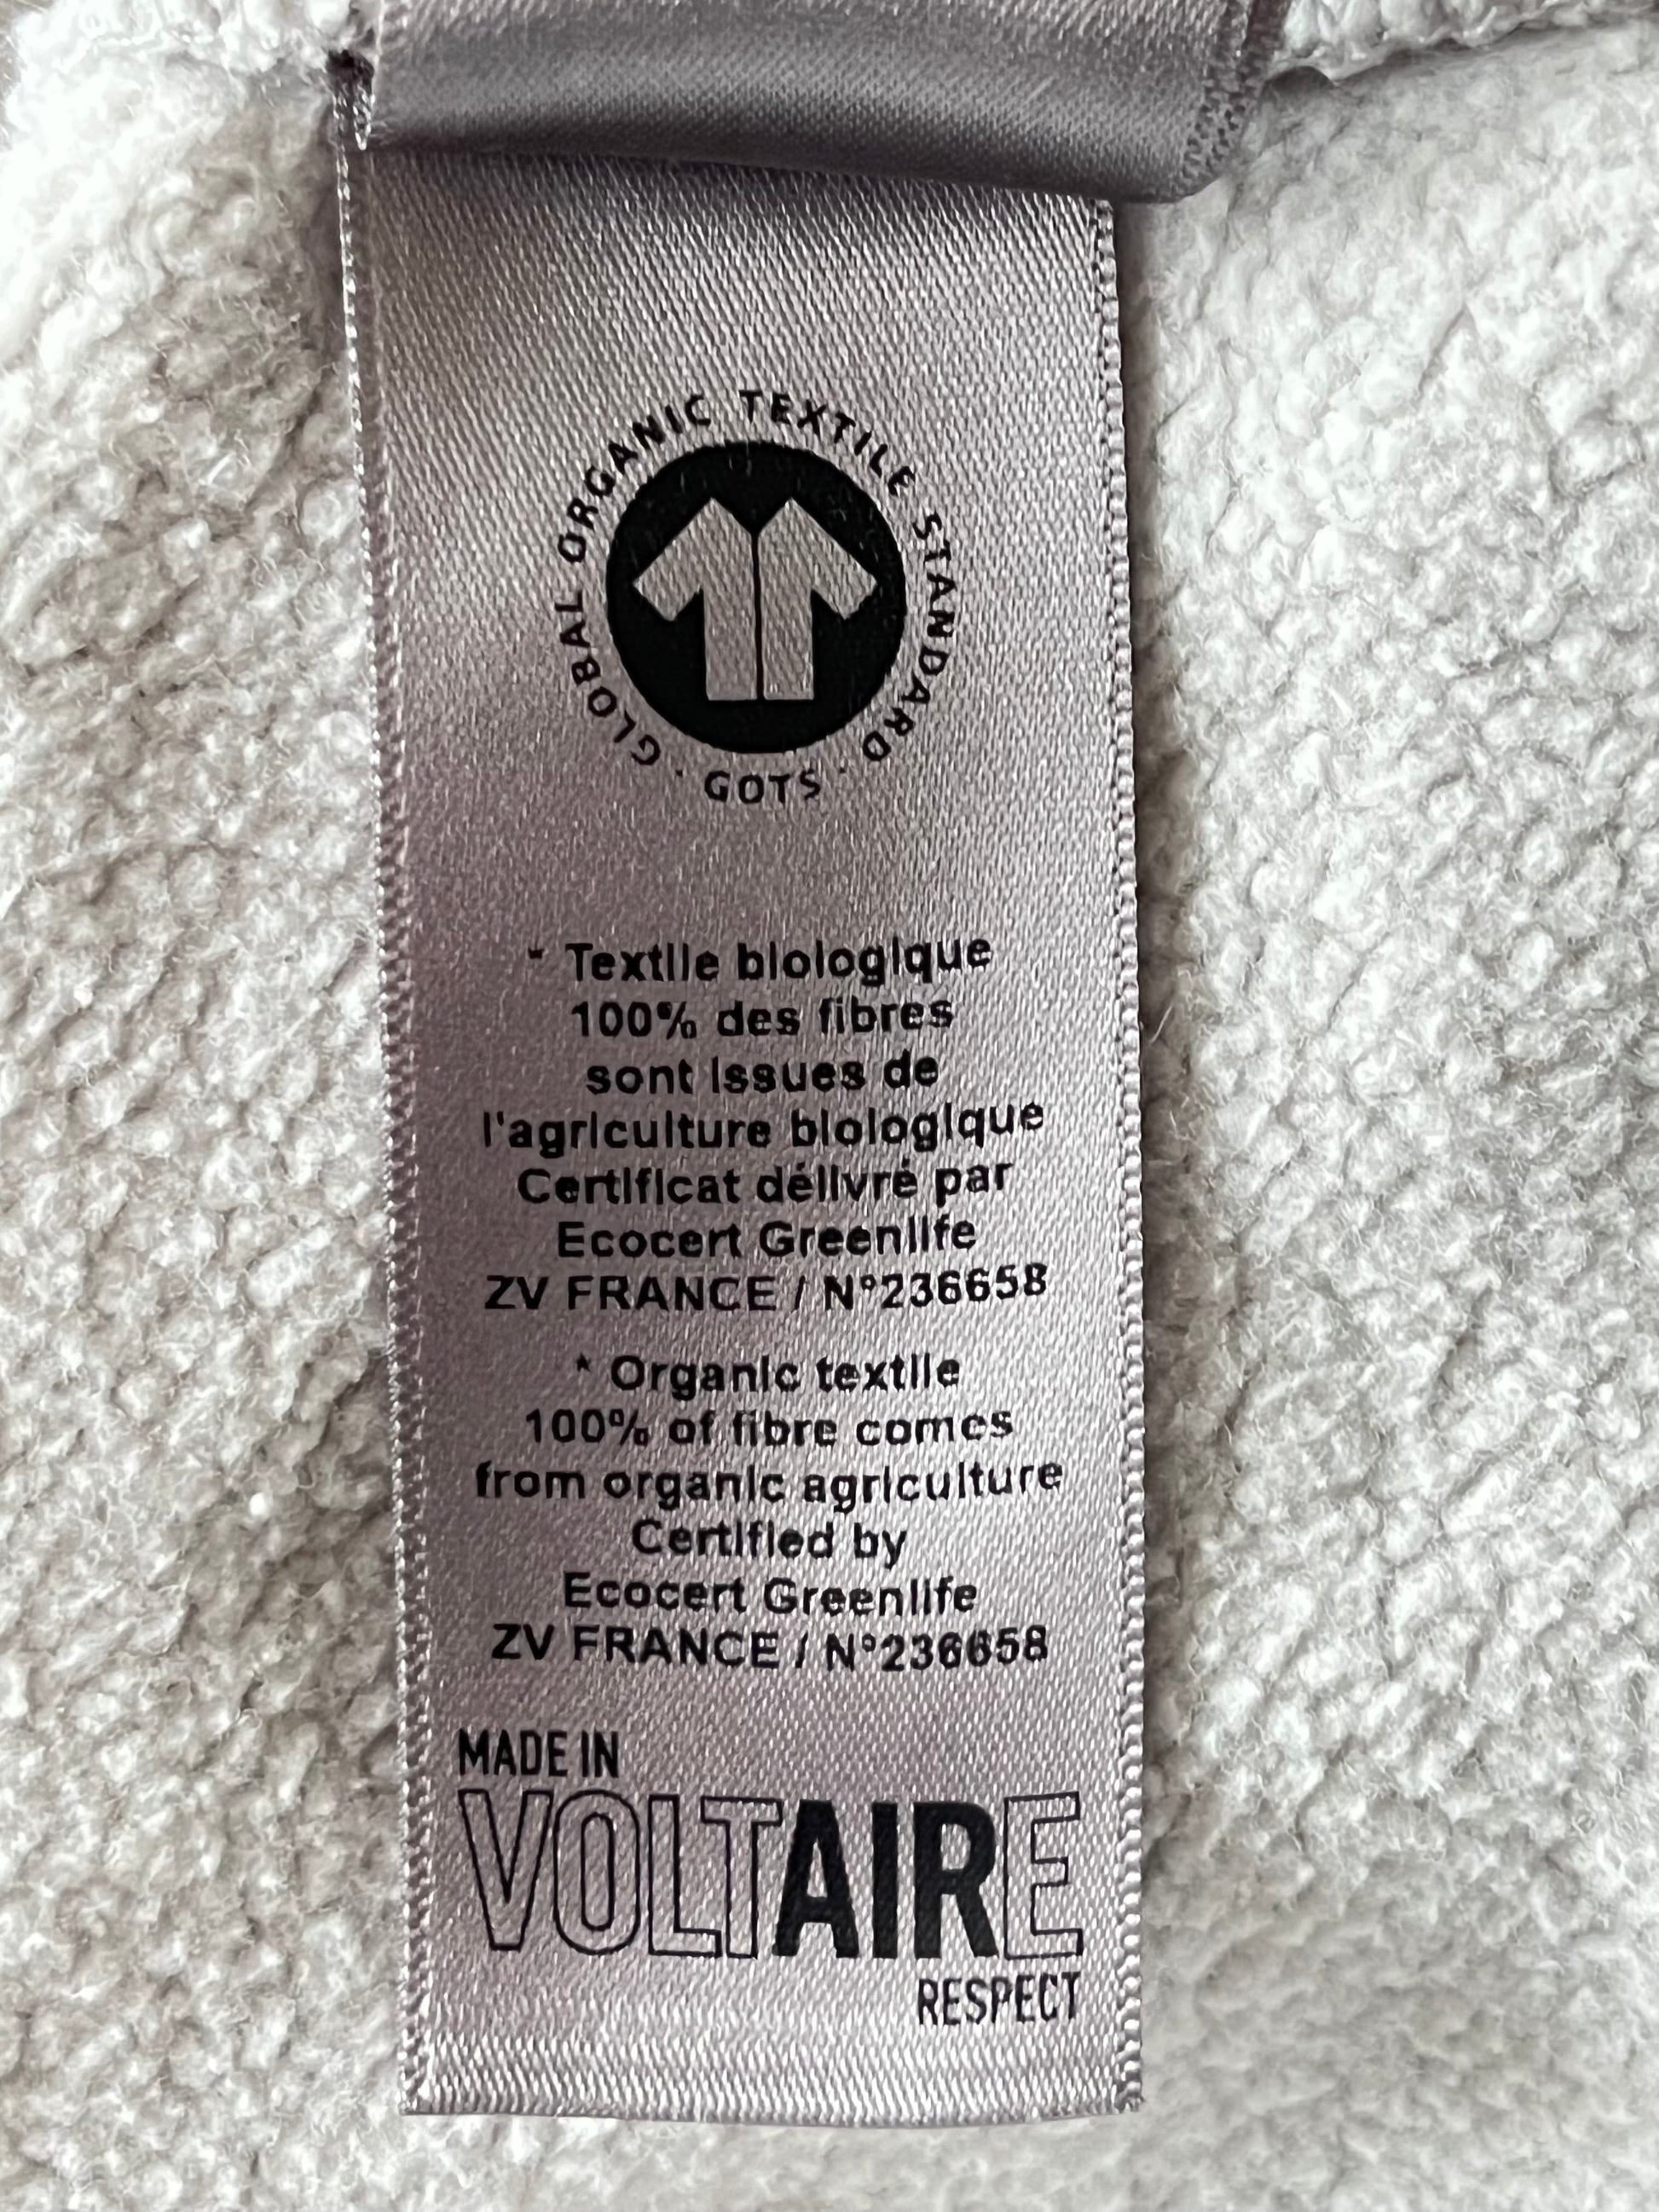 GLOBAL ORGANIC TEXTILE STANDARD · GOTS ·
* Textile biologique
100% des fibres
sont issues de
l'agriculture biologique
Certificat délivré par
Ecocert Greenlife
ZV FRANCE / N°236658
* Organic textile
100% of fibre comes
from organic agriculture
Certified by
Ecocert Greenlife
ZV FRANCE / N°236658
MADE IN
VOLTAIRE
RESPECT